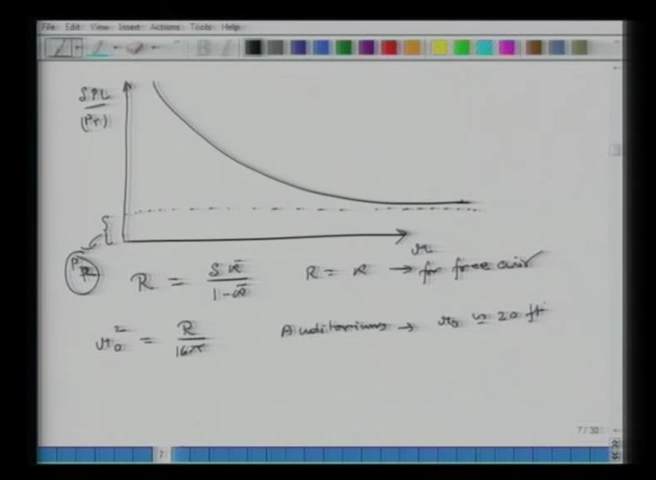 File Edit View Insert Actions Tools Help
B I
SPL
(Pr)
r
PR
R = Sᾱ / 1-ᾱ R = α → for free air
r₀² = R / 16π Auditoriums → r₀ ≃ 20 ft
7/30
7